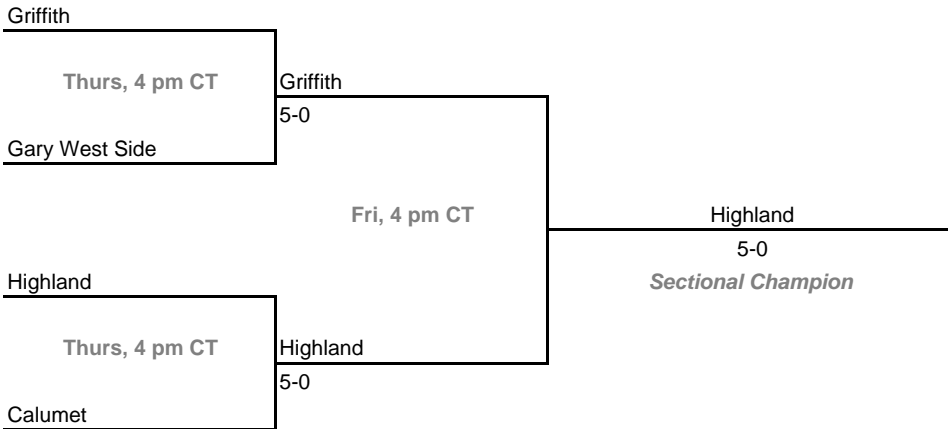 Griffith
Thurs, 4 pm CT
Griffith
5-0
Gary West Side
Fri, 4 pm CT
Highland
5-0
Sectional Champion
Highland
Thurs, 4 pm CT
Highland
5-0
Calumet